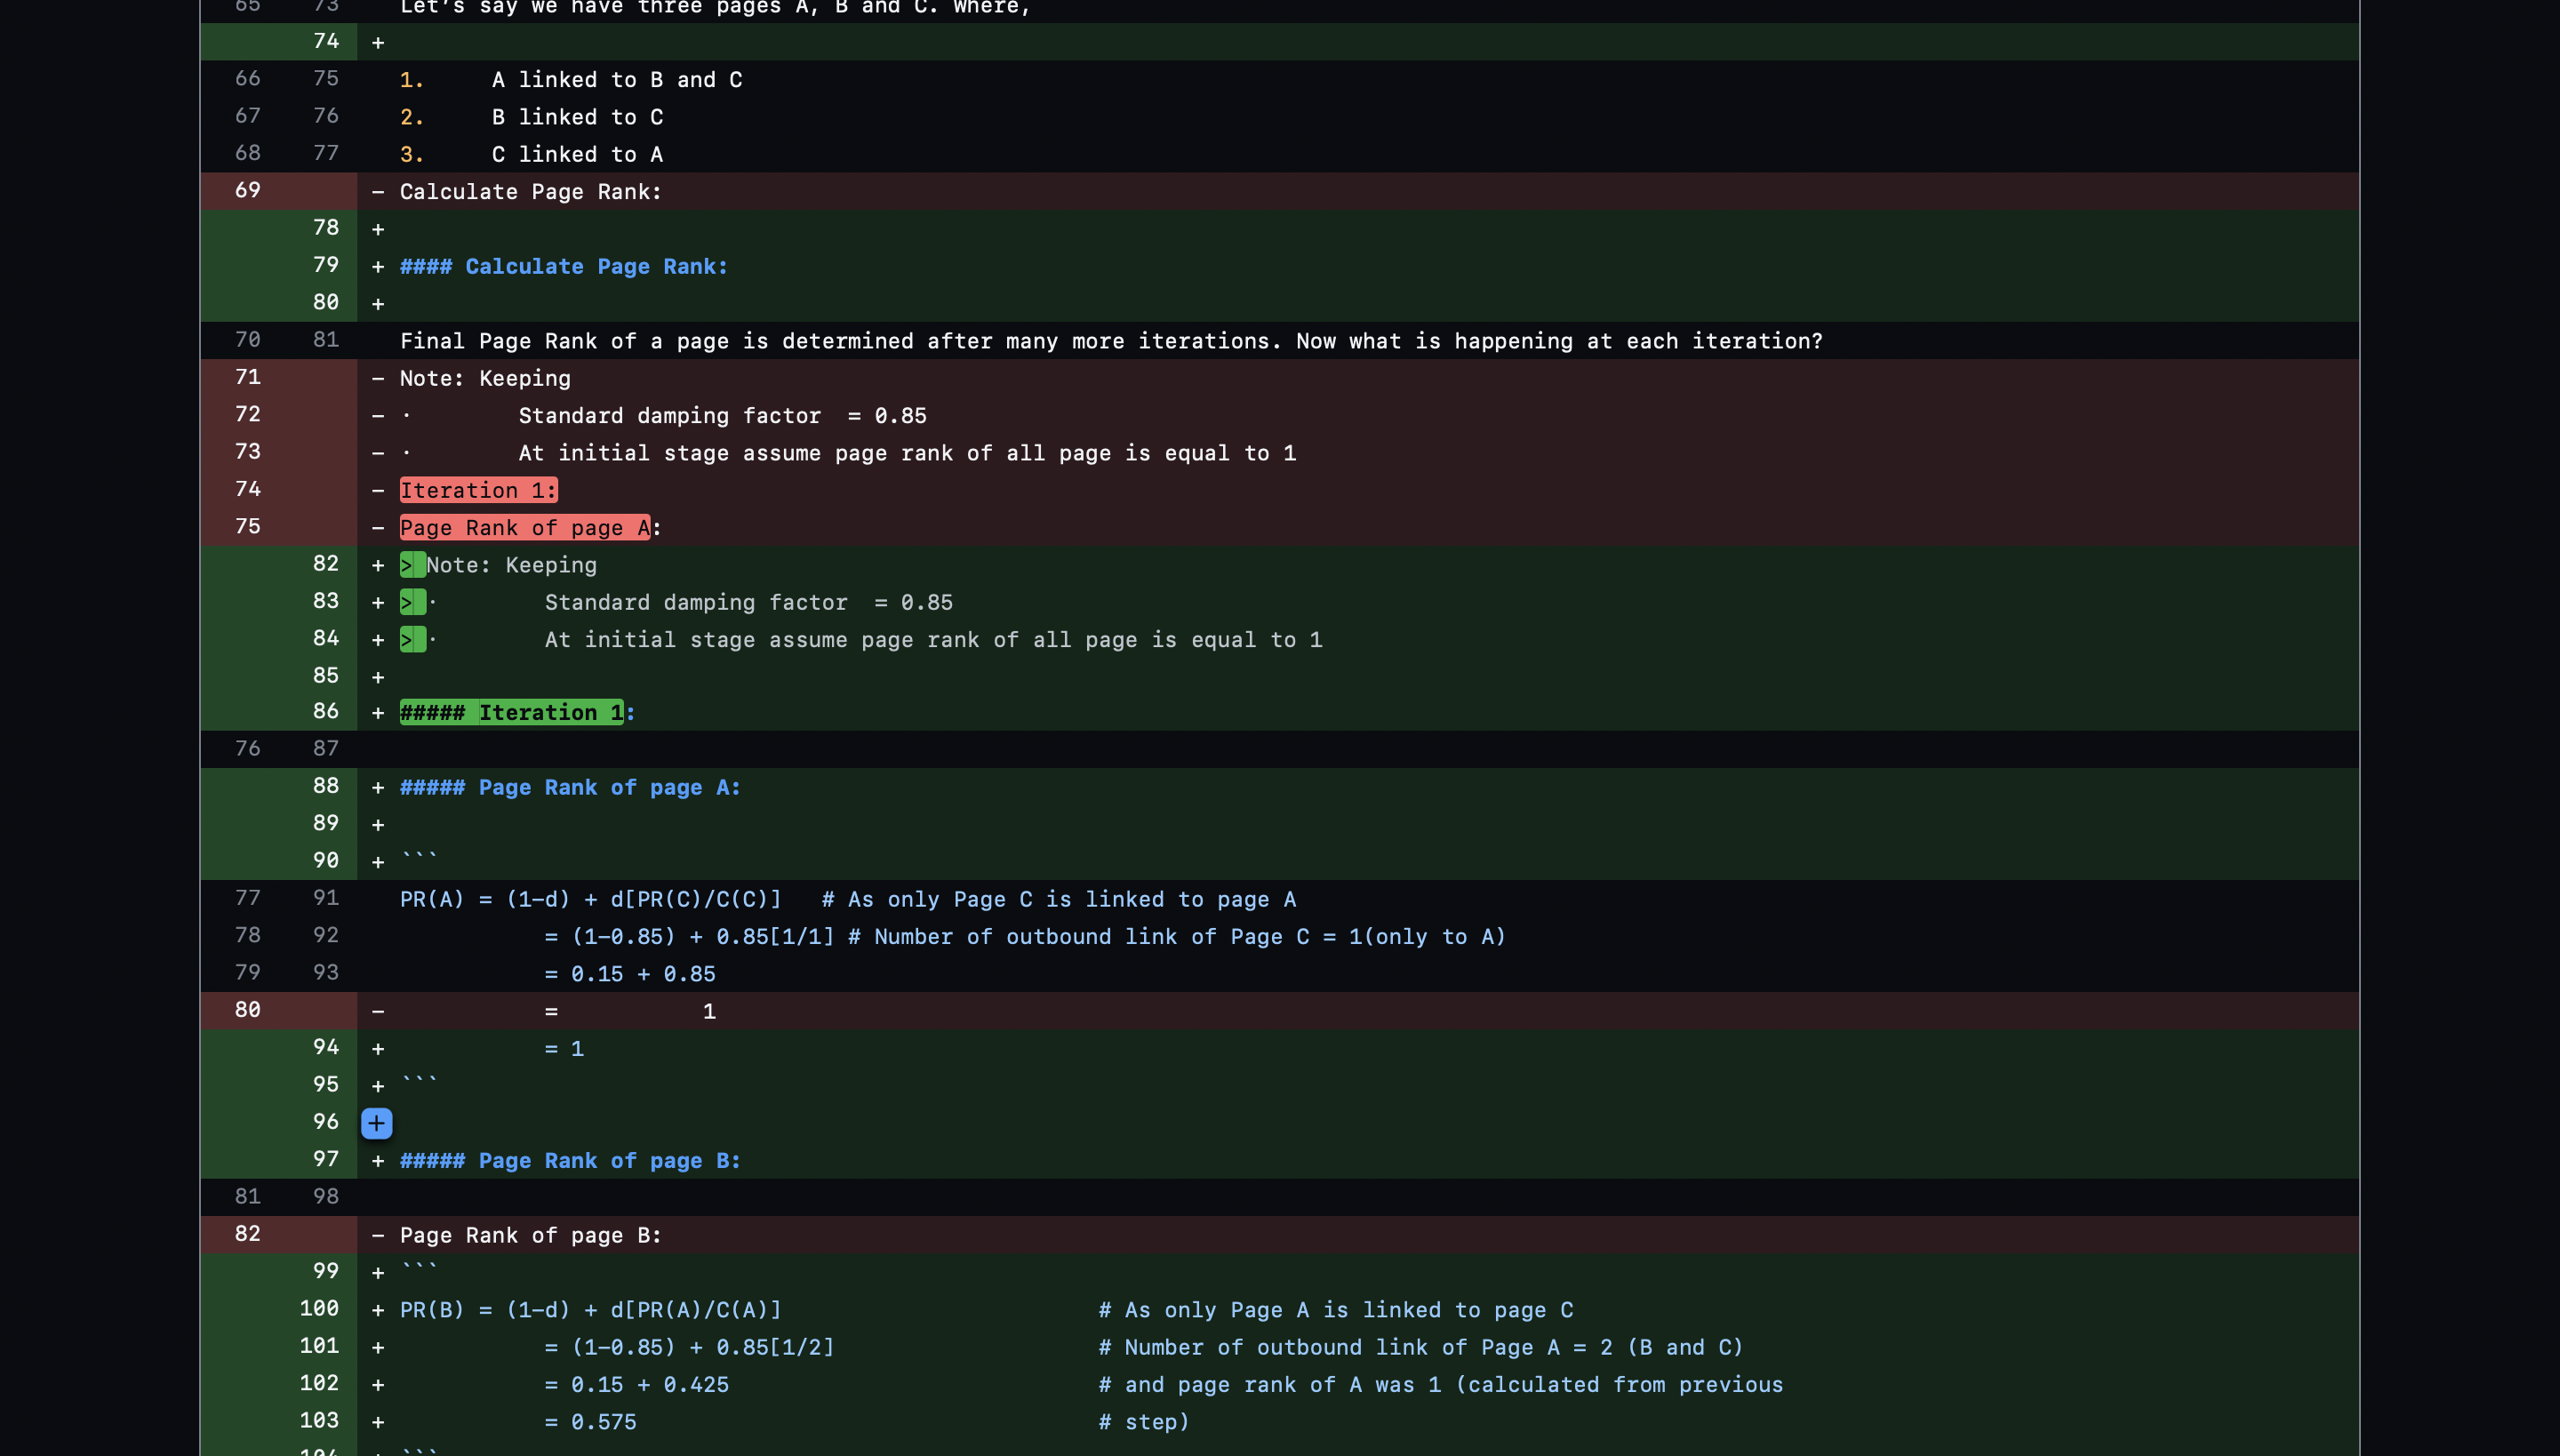 65 73 Let's say we have three pages A, B and C. Where,
74 +
66 75 1.     A linked to B and C
67 76 2.     B linked to C
68 77 3.     C linked to A
69 - Calculate Page Rank:
78 +
79 + #### Calculate Page Rank:
80 +
70 81 Final Page Rank of a page is determined after many more iterations. Now what is happening at each iteration?
71 - Note: Keeping
72 - ·        Standard damping factor  = 0.85
73 - ·        At initial stage assume page rank of all page is equal to 1
74 - Iteration 1:
75 - Page Rank of page A:
82 + > Note: Keeping
83 + > ·        Standard damping factor  = 0.85
84 + > ·        At initial stage assume page rank of all page is equal to 1
85 +
86 + ##### Iteration 1:
76 87
88 + ##### Page Rank of page A:
89 +
90 + ```
77 91 PR(A) = (1-d) + d[PR(C)/C(C)]   # As only Page C is linked to page A
78 92            = (1-0.85) + 0.85[1/1] # Number of outbound link of Page C = 1(only to A)
79 93            = 0.15 + 0.85
80 -            =           1
94 +            = 1
95 + ```
96 +
97 + ##### Page Rank of page B:
81 98
82 - Page Rank of page B:
99 + ```
100 + PR(B) = (1-d) + d[PR(A)/C(A)]                        # As only Page A is linked to page C
101 +            = (1-0.85) + 0.85[1/2]                    # Number of outbound link of Page A = 2 (B and C)
102 +            = 0.15 + 0.425                            # and page rank of A was 1 (calculated from previous
103 +            = 0.575                                   # step)
104 + ```